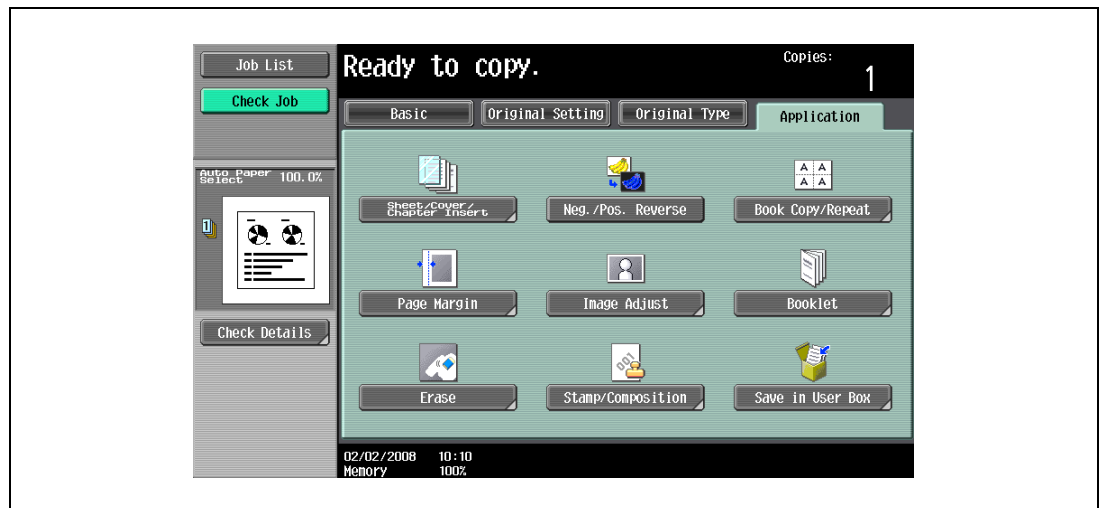 Job List
Check Job
Ready to copy.
Copies:
1
Basic
Original Setting
Original Type
Application
Auto Paper
Select
100.0%
1
Sheet/Cover/
Chapter Insert
Neg./Pos. Reverse
A A
A A
Book Copy/Repeat
Page Margin
Image Adjust
Booklet
Check Details
001
Erase
Stamp/Composition
Save in User Box
02/02/2008 10:10
Memory 100%